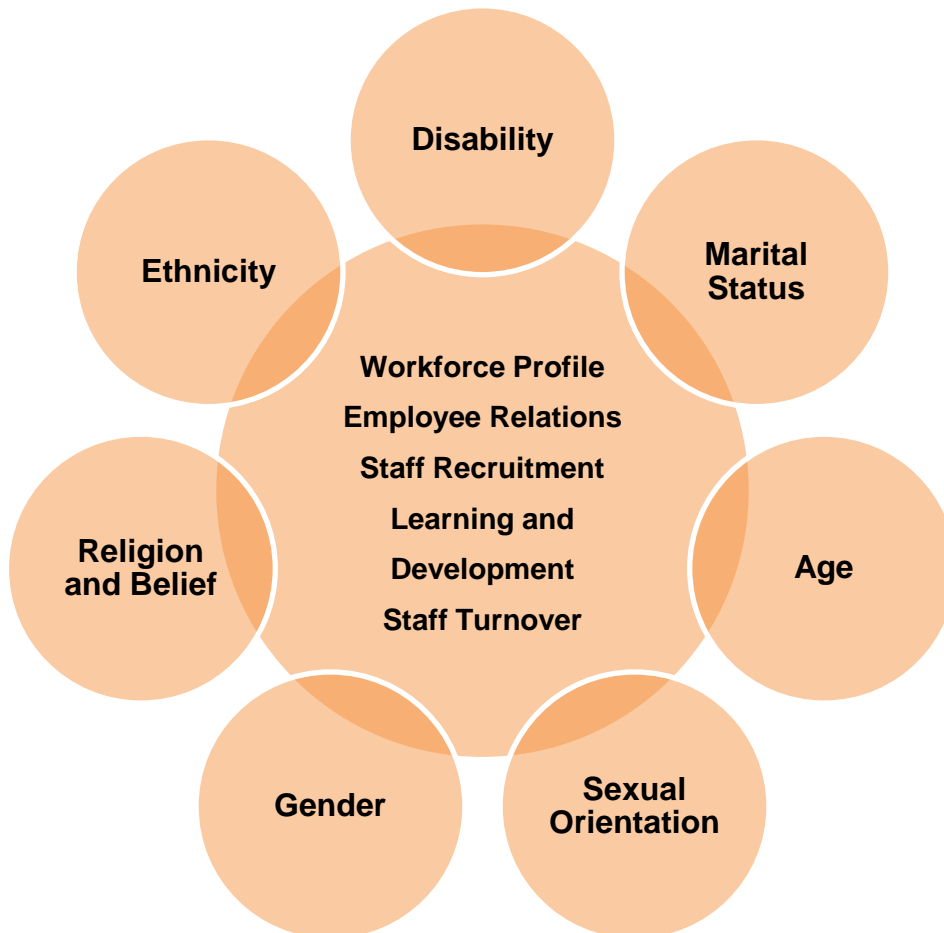 Disability
Marital
Status
Age
Sexual
Orientation
Gender
Religion
and Belief
Ethnicity
Workforce Profile
Employee Relations
Staff Recruitment
Learning and
Development
Staff Turnover